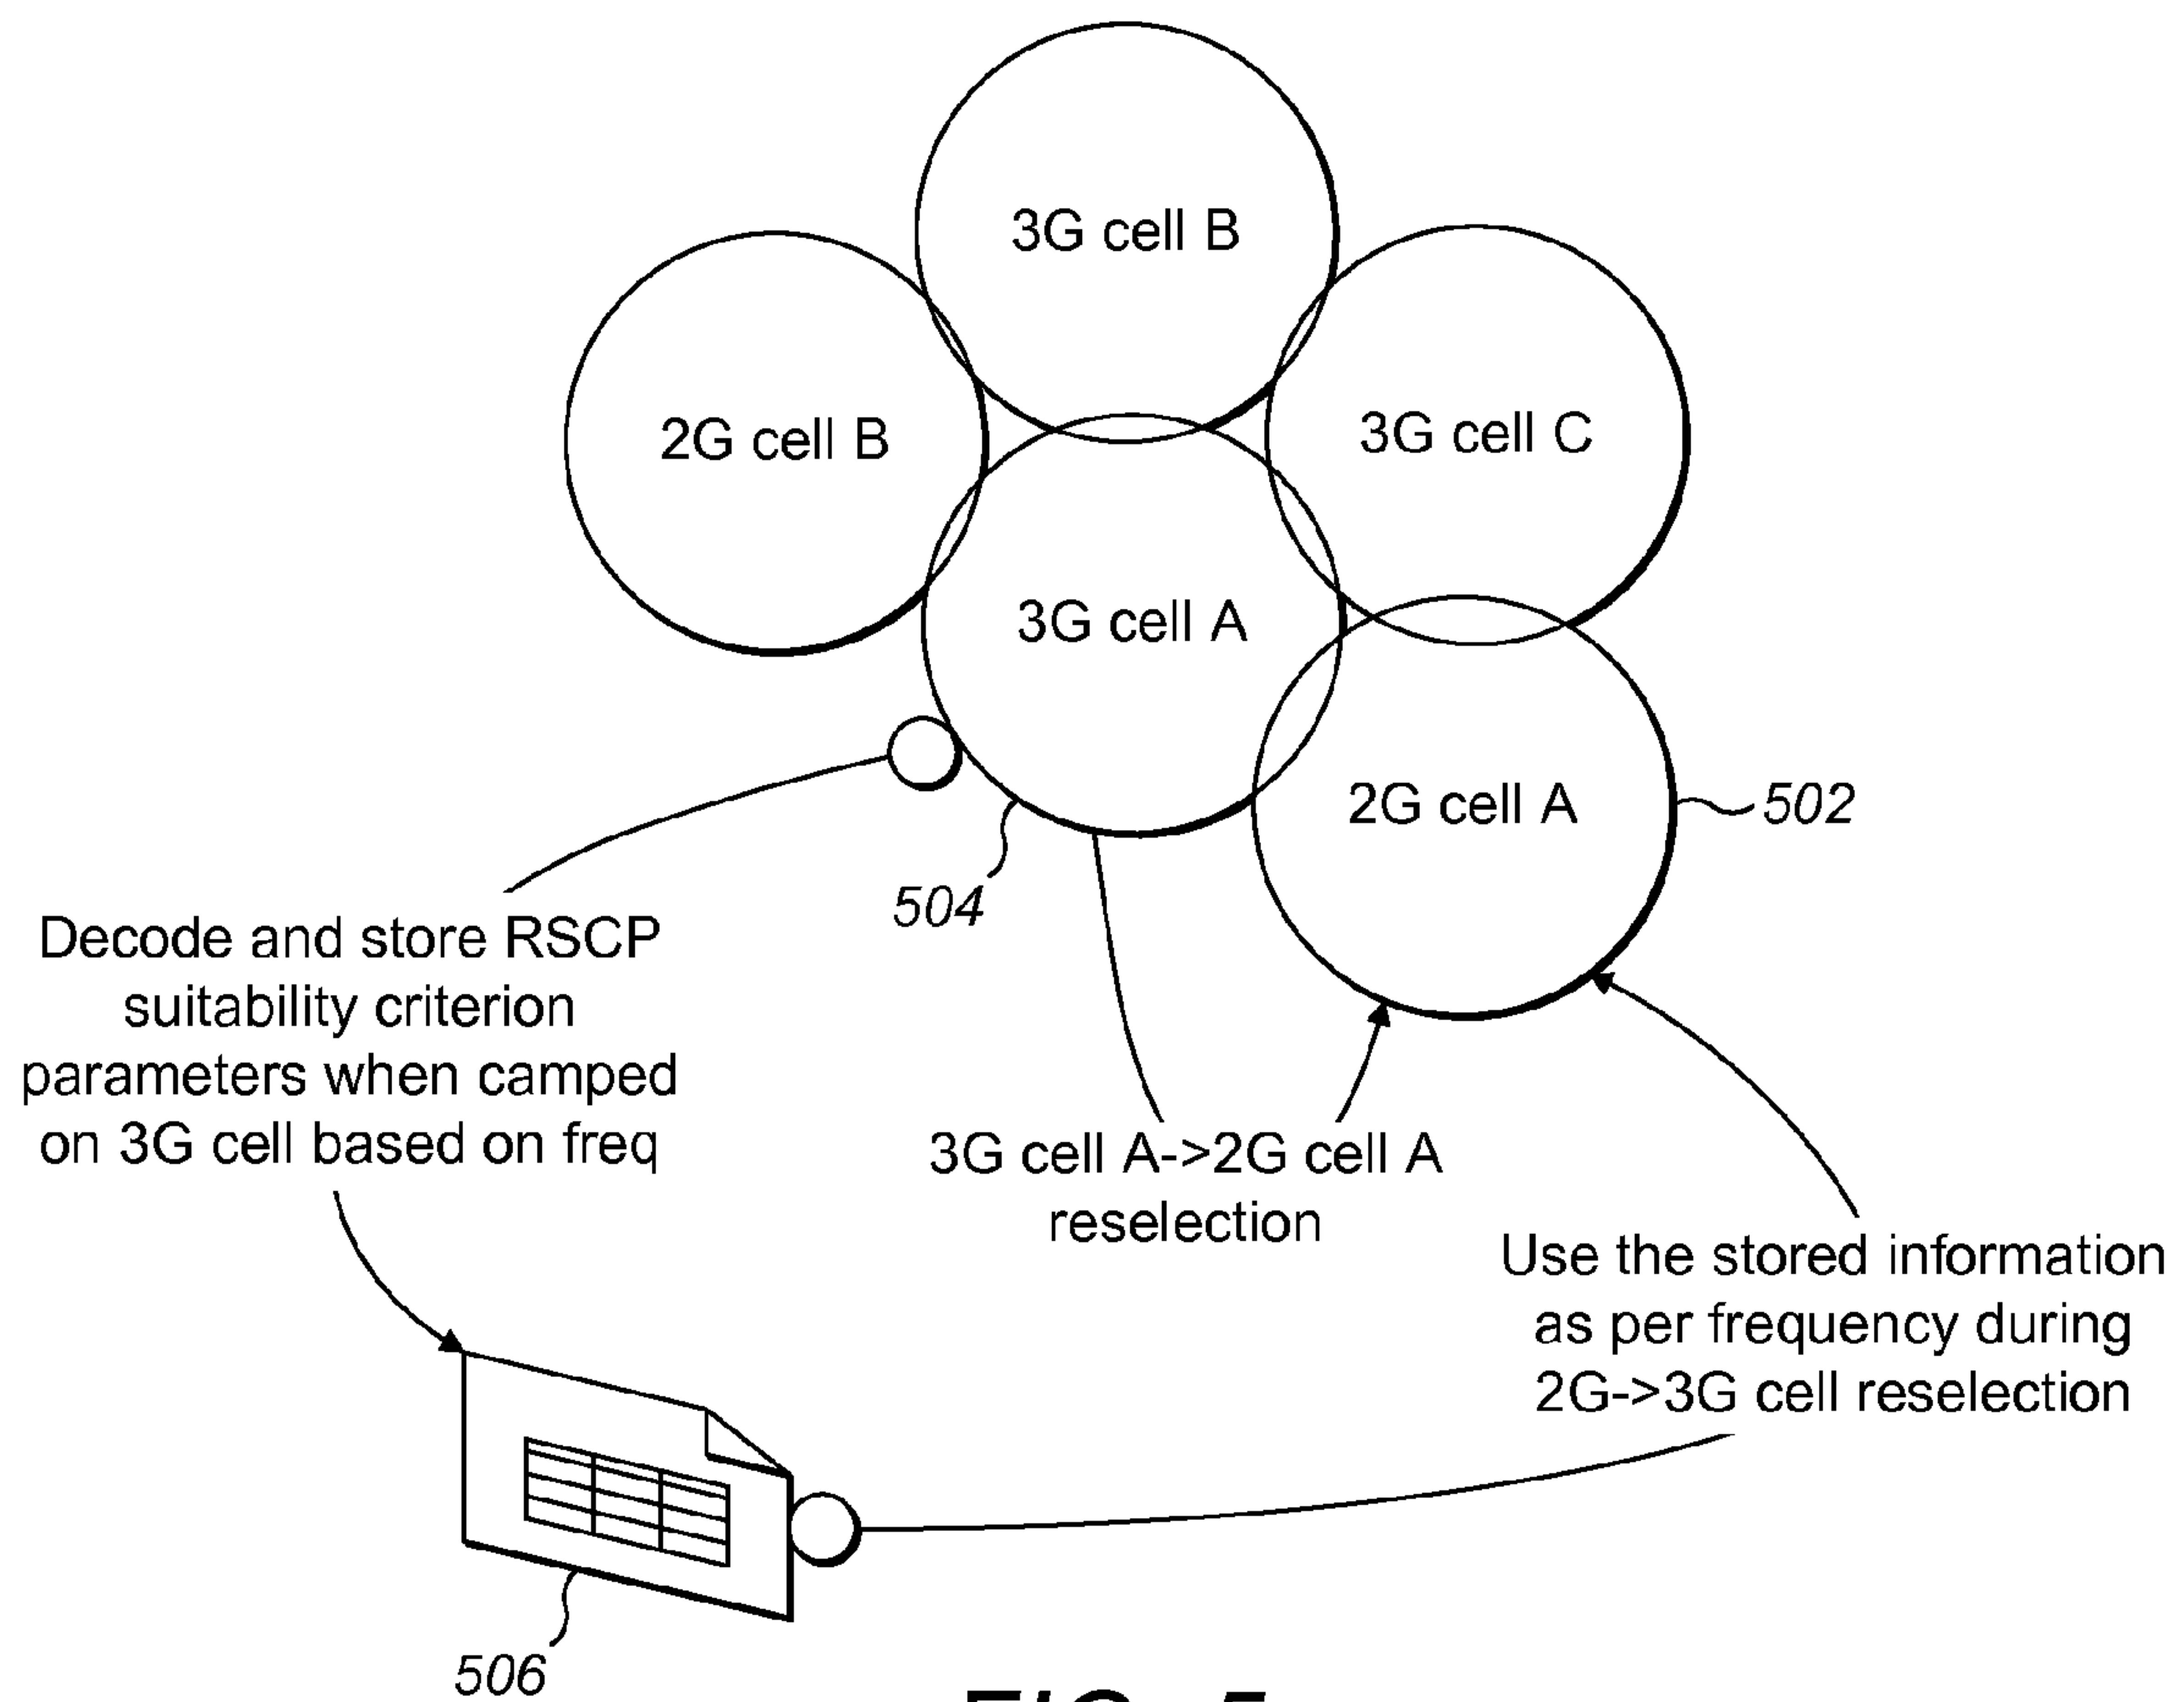 3G cell B
2G cell B
3G cell C
3G cell A
2G cell A
502
504
Decode and store RSCP
suitability criterion
parameters when camped
on 3G cell based on freq
3G cell A->2G cell A
reselection
Use the stored information
as per frequency during
2G->3G cell reselection
506